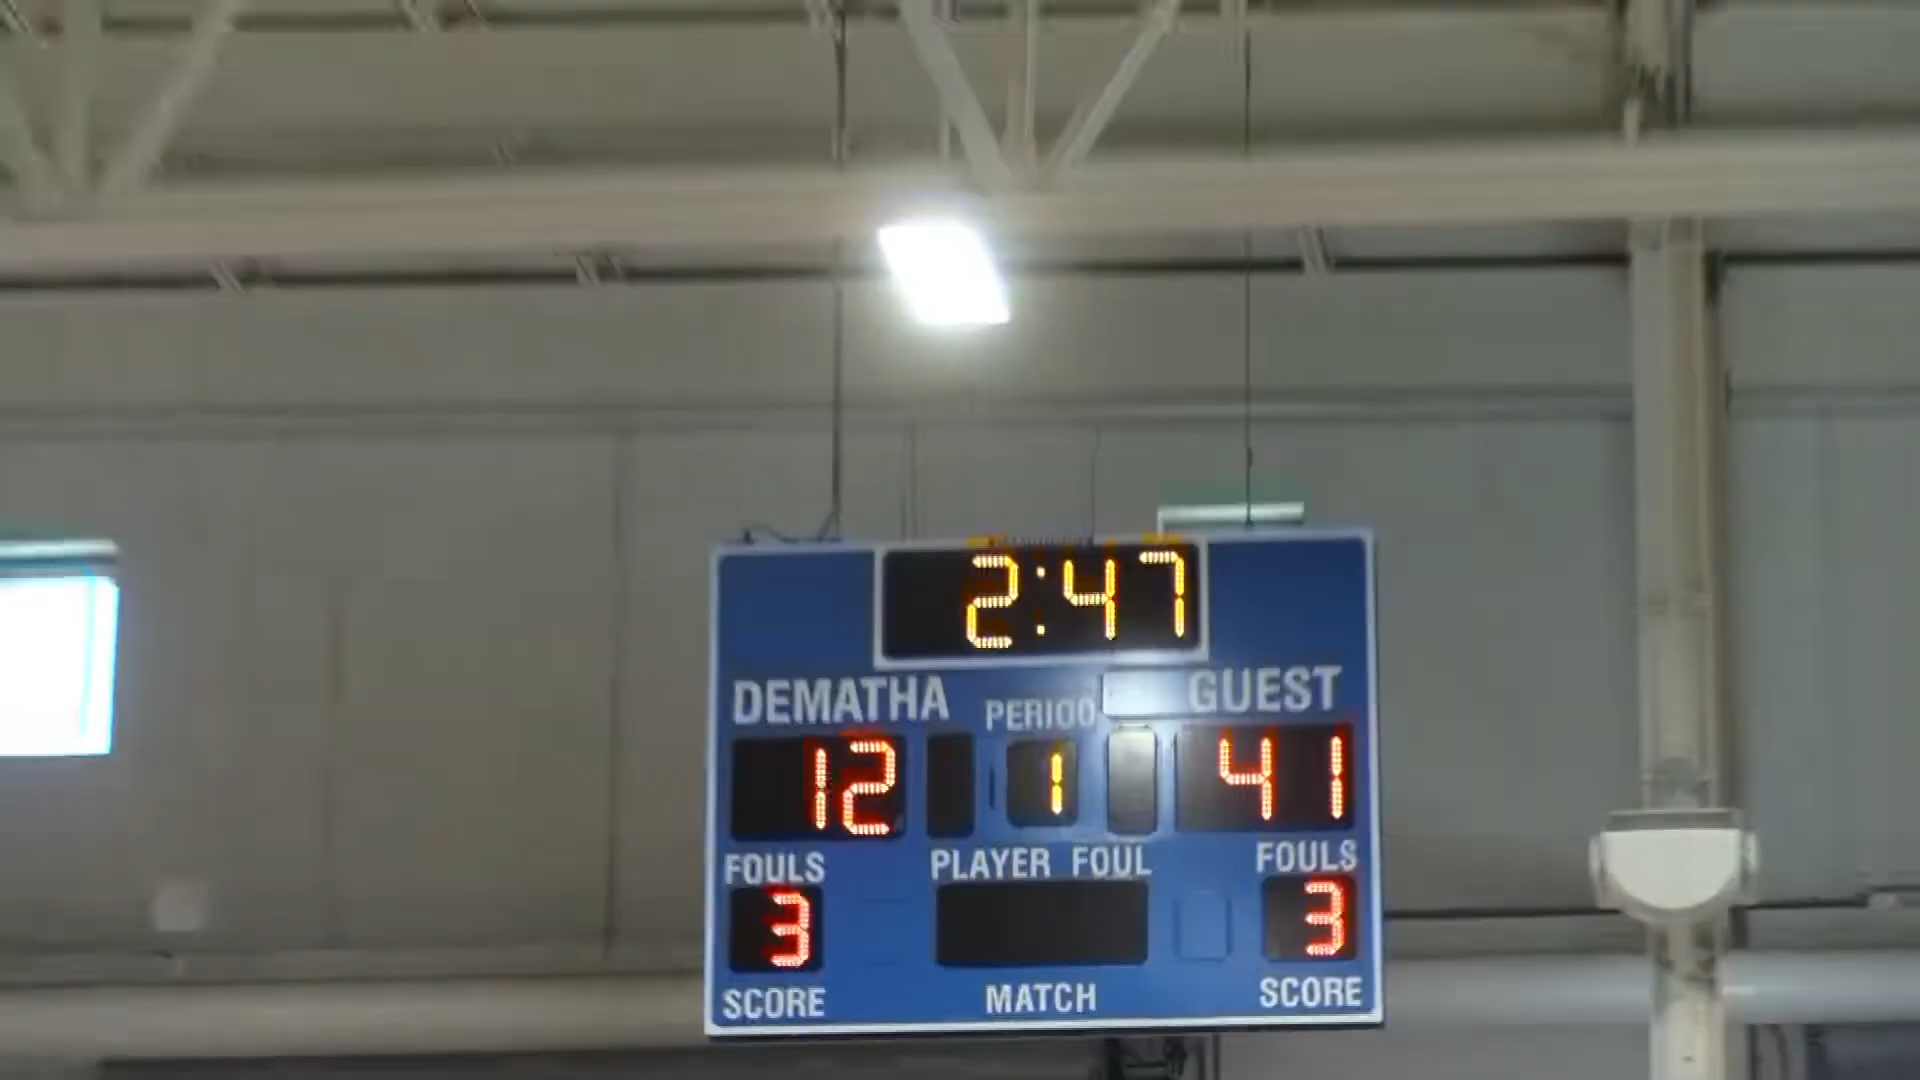 2:47
DEMATHA PERIOD GUEST
12 1 41
FOULS PLAYER FOUL FOULS
3 3
SCORE MATCH SCORE